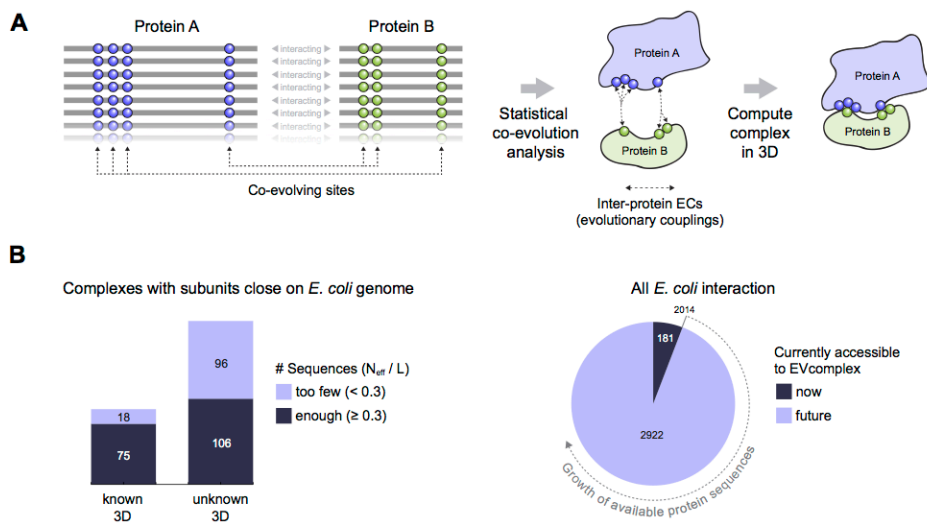 A
Protein A
Protein B
interacting
interacting
interacting
interacting
interacting
interacting
interacting
interacting
Co-evolving sites
Statistical
co-evolution
analysis
Protein A
Protein B
Inter-protein ECs
(evolutionary couplings)
Compute
complex
in 3D
Protein A
Protein B
B
Complexes with subunits close on E. coli genome
96
18
75
106
known
3D
unknown
3D
# Sequences (Neff / L)
too few (< 0.3)
enough (≥ 0.3)
All E. coli interaction
2014
181
2922
Growth of available protein sequences
Currently accessible
to EVcomplex
now
future